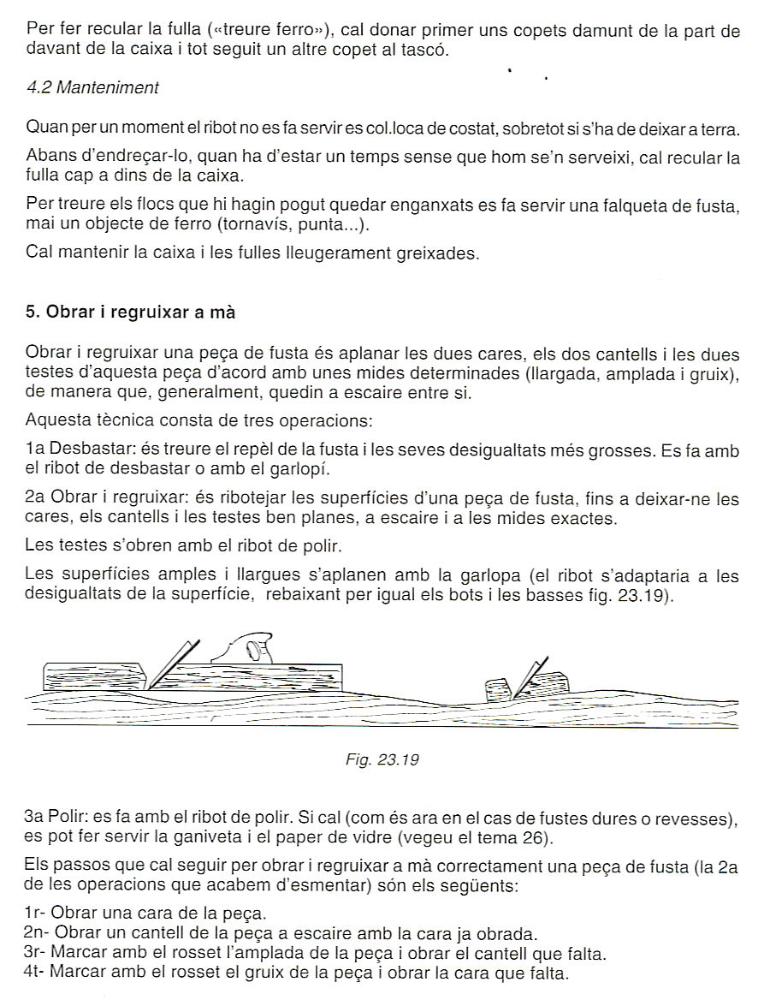 Per fer recular la fulla («treure ferro»), cal donar primer uns copets damunt de la part de
davant de la caixa i tot seguit un altre copet al tascó.
4.2 Manteniment
Quan per un moment el ribot no es fa servir es col.loca de costat, sobretot si s'ha de deixar a terra.
Abans d'endreçar-lo, quan ha d'estar un temps sense que hom se'n serveixi, cal recular la
fulla cap a dins de la caixa.
Per treure els flocs que hi hagin pogut quedar enganxats es fa servir una falqueta de fusta,
mai un objecte de ferro (tornavís, punta...).
Cal mantenir la caixa i les fulles lleugerament greixades.
5. Obrar i regruixar a mà
Obrar i regruixar una peça de fusta és aplanar les dues cares, els dos cantells i les dues
testes d'aquesta peça d'acord amb unes mides determinades (llargada, amplada i gruix),
de manera que, generalment, quedin a escaire entre si.
Aquesta tècnica consta de tres operacions:
1a Desbastar: és treure el repèl de la fusta i les seves desigualtats més grosses. Es fa amb
el ribot de desbastar o amb el garlopí.
2a Obrar i regruixar: és ribotejar les superfícies d'una peça de fusta, fins a deixar-ne les
cares, els cantells i les testes ben planes, a escaire i a les mides exactes.
Les testes s'obren amb el ribot de polir.
Les superfícies amples i llargues s'aplanen amb la garlopa (el ribot s'adaptaria a les
desigualtats de la superfície, rebaixant per igual els bots i les basses fig. 23.19).
Fig. 23.19
3a Polir: es fa amb el ribot de polir. Si cal (com és ara en el cas de fustes dures o revesses),
es pot fer servir la ganiveta i el paper de vidre (vegeu el tema 26).
Els passos que cal seguir per obrar i regruixar a mà correctament una peça de fusta (la 2a
de les operacions que acabem d'esmentar) són els següents:
1r- Obrar una cara de la peça.
2n- Obrar un cantell de la peça a escaire amb la cara ja obrada.
3r- Marcar amb el rosset l'amplada de la peça i obrar el cantell que falta.
4t- Marcar amb el rosset el gruix de la peça i obrar la cara que falta.